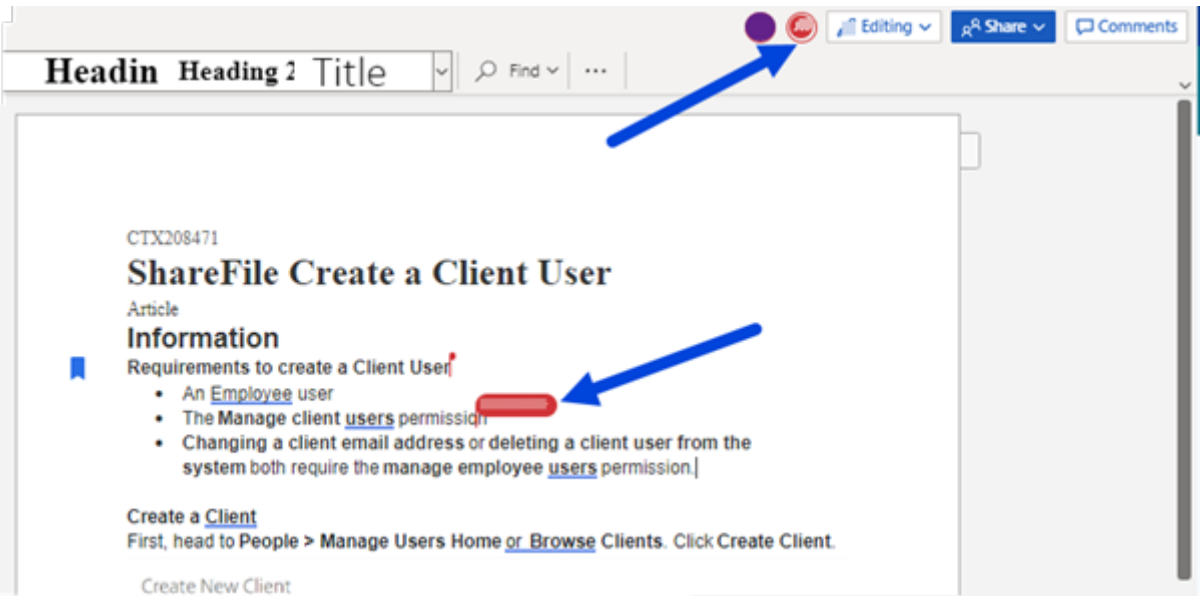 Editing
Share
Comments
Headin Heading 2 Title
Find
CTX208471
ShareFile Create a Client User
Article
Information
Requirements to create a Client User
• An Employee user
• The Manage client users permission
• Changing a client email address or deleting a client user from the
system both require the manage employee users permission.
Create a Client
First, head to People > Manage Users Home or Browse Clients. Click Create Client.
Create New Client